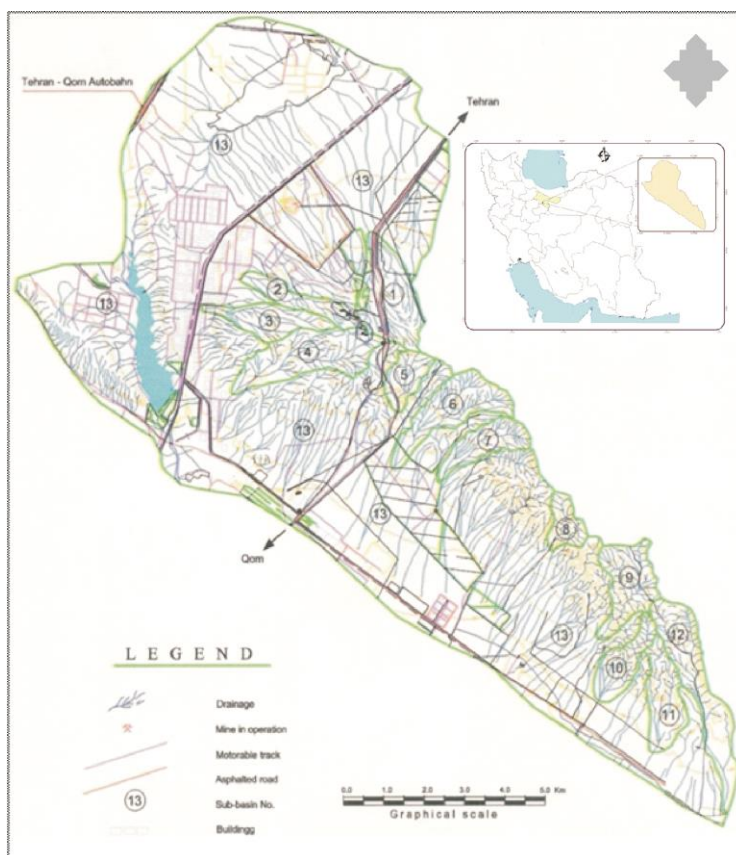 Tehran - Qom Autobahn
Tehran
13
13
13
1
2
3
4
5
6
7
13
13
8
9
13
10
12
11
Qom
LEGEND
Drainage
Mine in operation
Motorable track
Asphalted road
13
Sub-basin No.
Buildingg
0.0
1.0
2.0
3.0
4.0
5.0 Km
Graphical scale